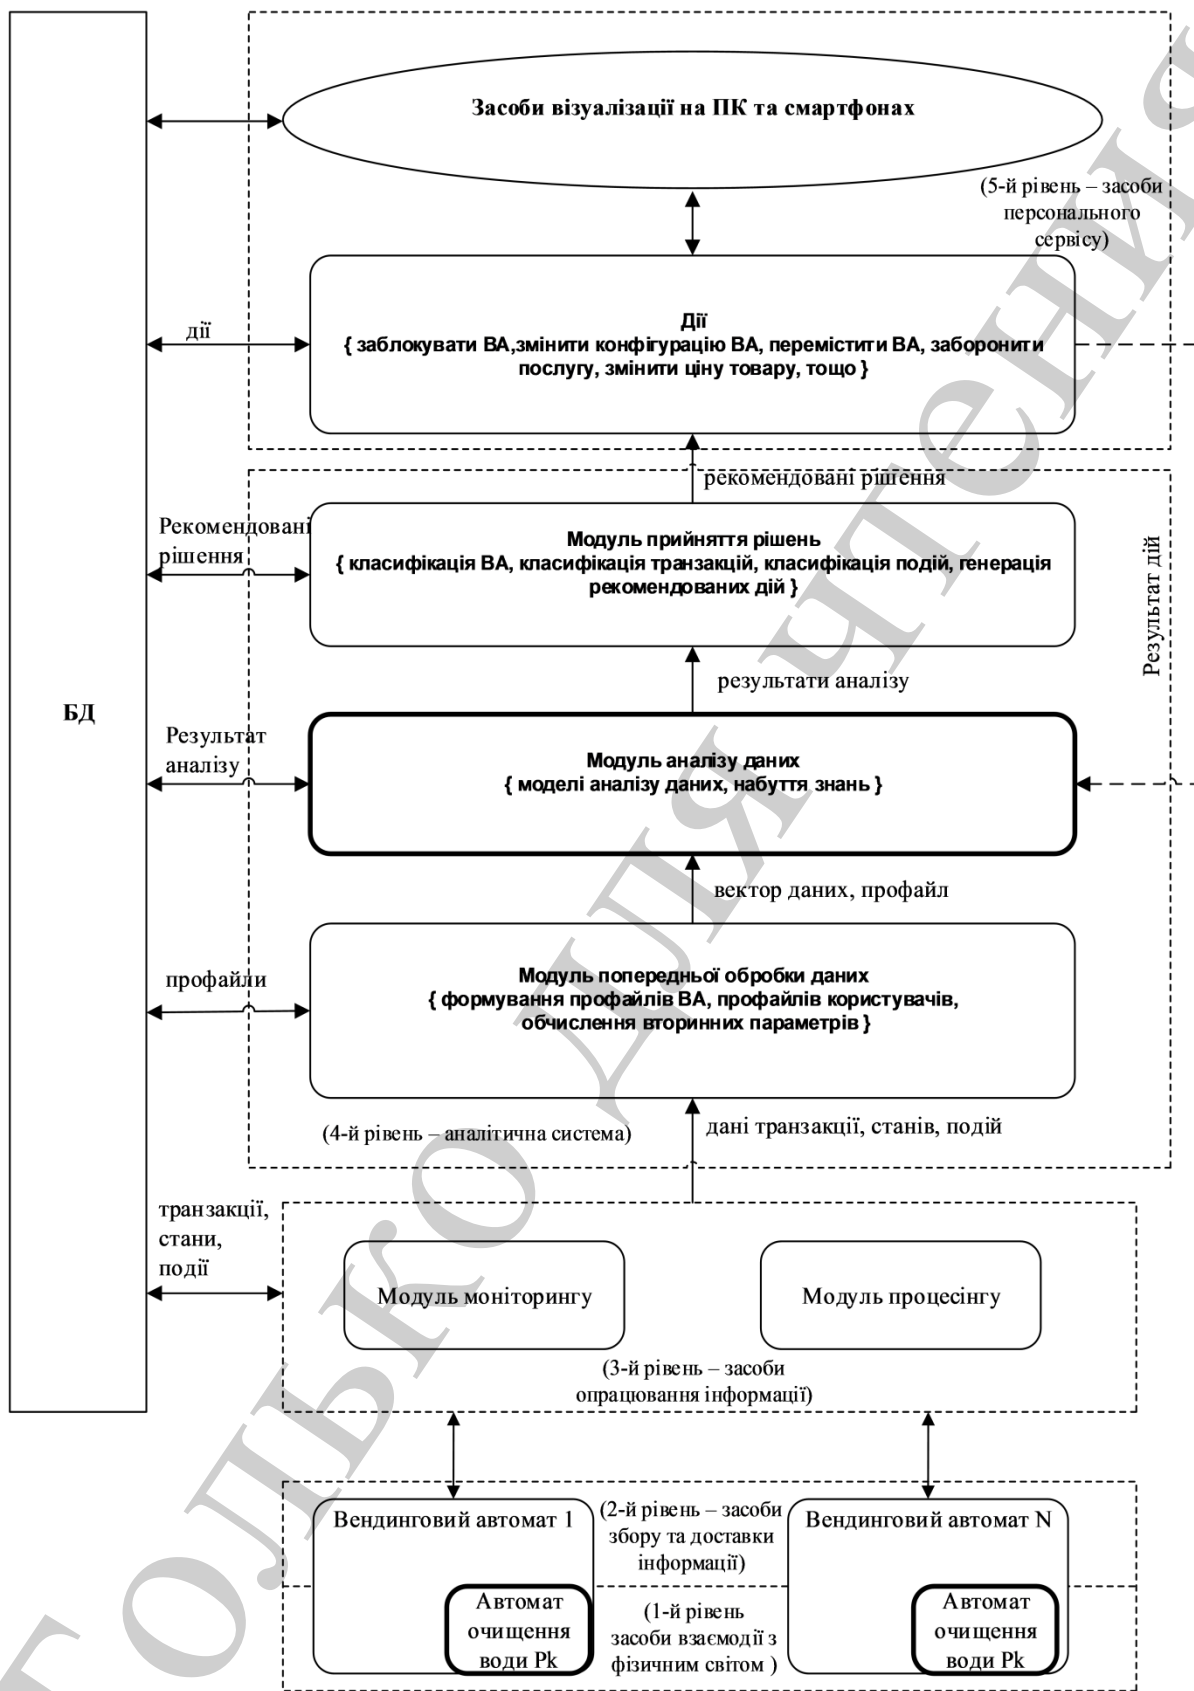 Засоби візуалізації на ПК та смартфонах
(5-й рівень – засоби
персонального
сервісу)
дії
Дії
{ заблокувати ВА,змінити конфігурацію ВА, перемістити ВА, заборонити
послугу, змінити ціну товару, тощо }
рекомендовані рішення
Рекомендовані
рішення
Модуль прийняття рішень
{ класифікація ВА, класифікація транзакцій, класифікація подій, генерація
рекомендованих дій }
Результат дій
результати аналізу
БД
Результат
аналізу
Модуль аналізу даних
{ моделі аналізу даних, набуття знань }
вектор даних, профайл
профайли
Модуль попередньої обробки даних
{ формування профайлів ВА, профайлів користувачів,
обчислення вторинних параметрів }
(4-й рівень – аналітична система)
дані транзакції, станів, подій
транзакції,
стани,
події
Модуль моніторингу
Модуль процесінгу
(3-й рівень – засоби
опрацювання інформації)
Вендинговий автомат 1
(2-й рівень – засоби
збору та доставки
інформації)
Вендинговий автомат N
Автомат
очищення
води Pk
(1-й рівень
засоби взаємодії з
фізичним світом )
Автомат
очищення
води Pk
Только для чтения